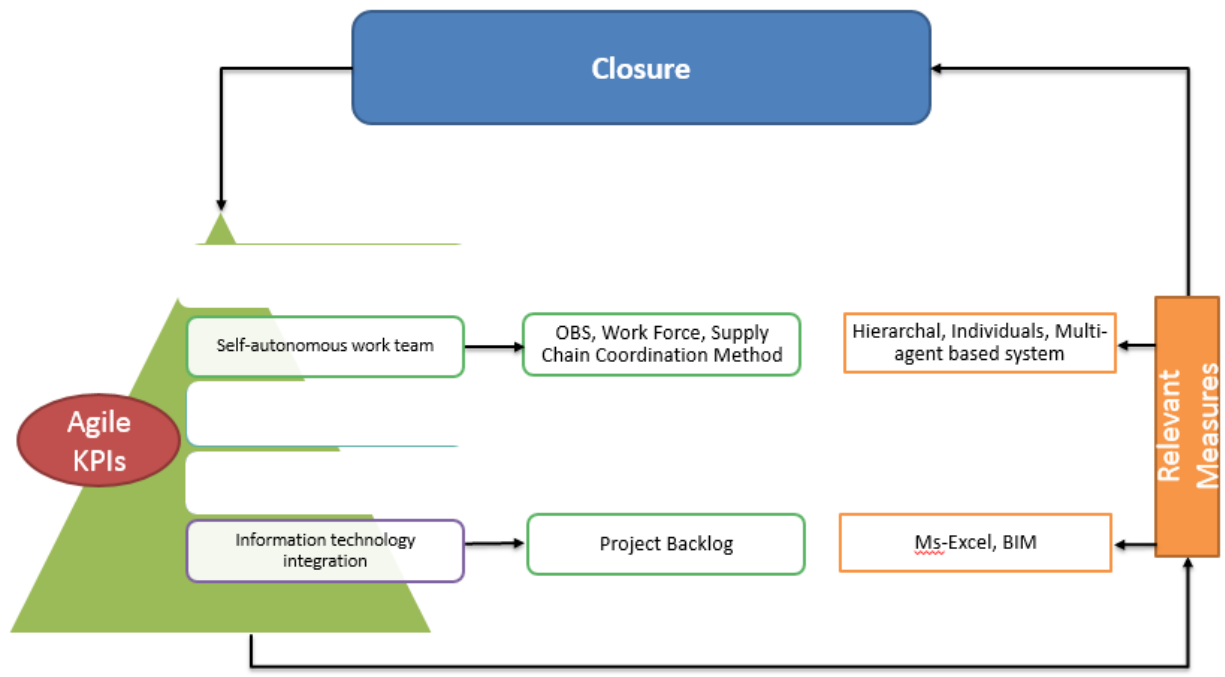 Closure
Self-autonomous work team
OBS, Work Force, Supply
Chain Coordination Method
Hierarchal, Individuals, Multi-
agent based system
Agile
KPIs
Relevant
Measures
Information technology
integration
Project Backlog
Ms-Excel, BIM